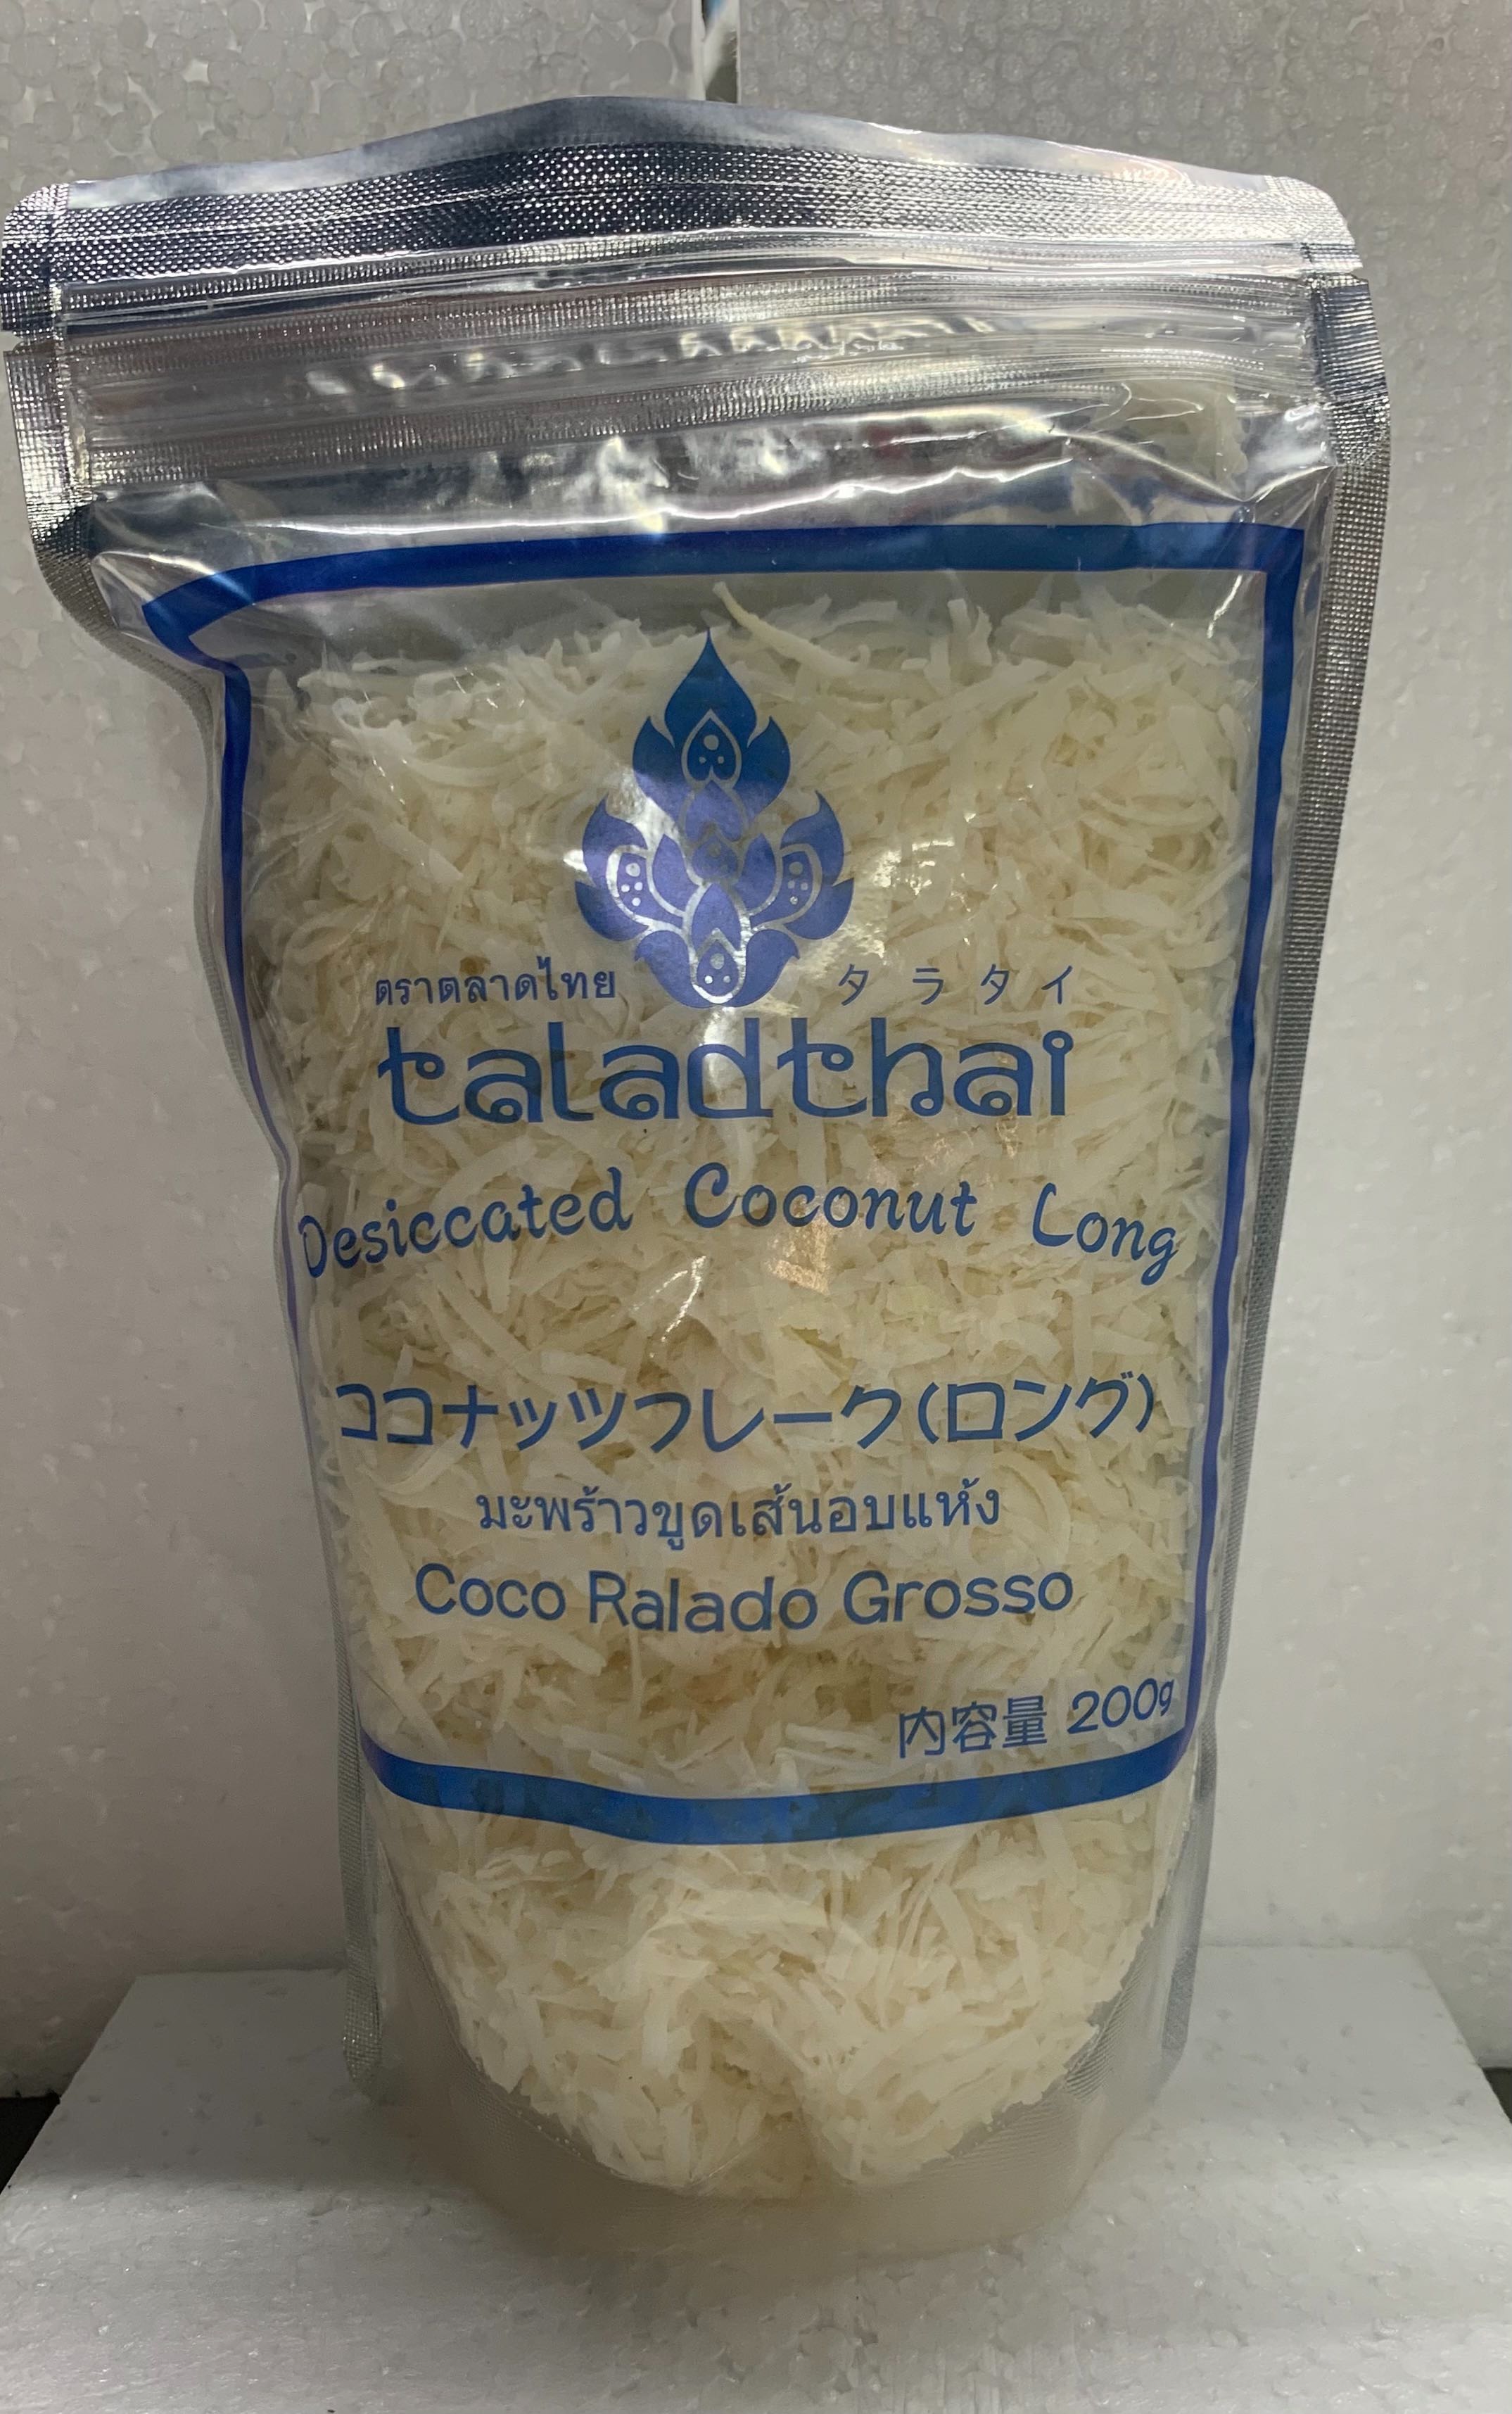 ตราตลาดไทย タラタイ
taladthai
Desiccated Coconut Long
ココナッツフレーク(ロング)
มะพร้าวขูดเส้นอบแห้ง
Coco Ralado Grosso
内容量 200g